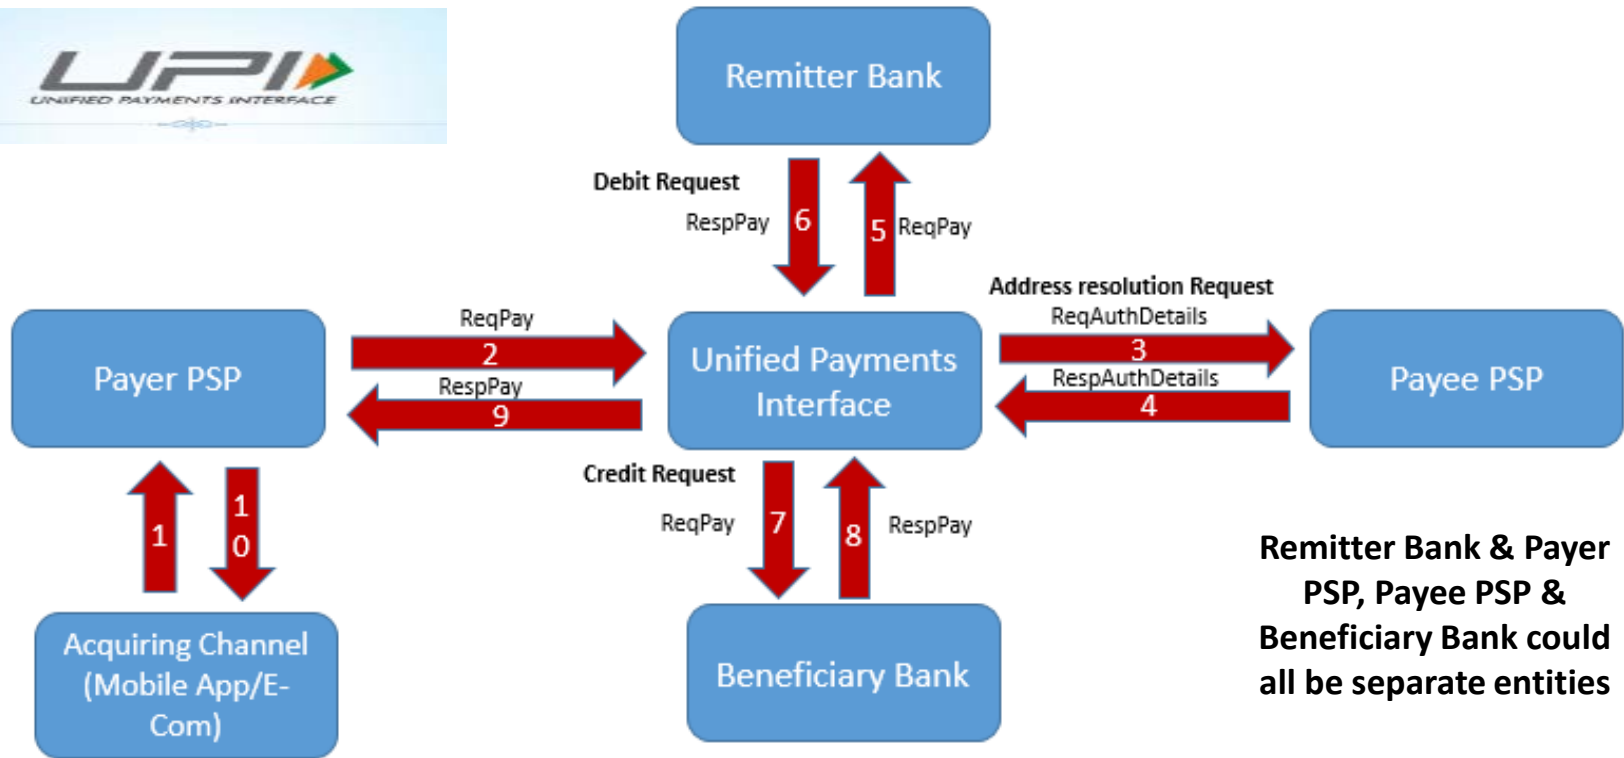 UPI
UNIFIED PAYMENTS INTERFACE
Remitter Bank
Debit Request
RespPay
6
5
ReqPay
Address resolution Request
ReqAuthDetails
3
RespAuthDetails
4
Payer PSP
ReqPay
2
RespPay
9
Unified Payments
Interface
Payee PSP
Credit Request
ReqPay
7
8
RespPay
1
1
0
Acquiring Channel
(Mobile App/E-
Com)
Beneficiary Bank
Remitter Bank & Payer
PSP, Payee PSP &
Beneficiary Bank could
all be separate entities